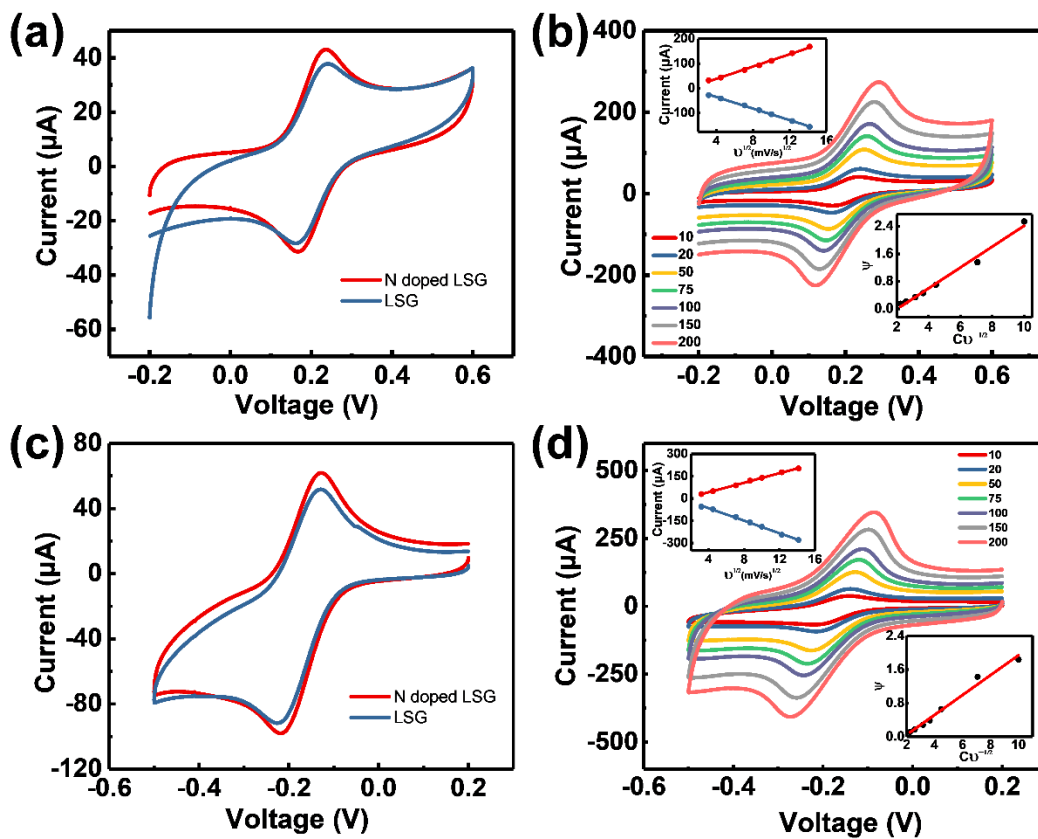 (a)
40
20
0
-20
-40
-60
Current (µA)
N doped LSG
LSG
-0.2 0.0 0.2 0.4 0.6
Voltage (V)
(b)
400
200
0
-200
-400
Current (µA)
200
100
0
-100
Current (µA)
4 8 12 16
υ1/2(mV/s)1/2
10
20
50
75
100
150
200
2.4
1.6
0.8
0.0
Ψ
2 4 6 8 10
Cυ-1/2
-0.2 0.0 0.2 0.4 0.6
Voltage (V)
(c)
80
40
0
-40
-80
-120
Current (µA)
N doped LSG
LSG
-0.6 -0.4 -0.2 0.0 0.2
Voltage (V)
(d)
500
250
0
-250
-500
Current (µA)
300
150
0
-150
-300
Current (µA)
4 8 12 16
υ1/2(mV/s)1/2
10
20
50
75
100
150
200
2.4
1.6
0.8
0.0
Ψ
2 4 6 8 10
Cυ-1/2
-0.6 -0.4 -0.2 0.0 0.2
Voltage (V)